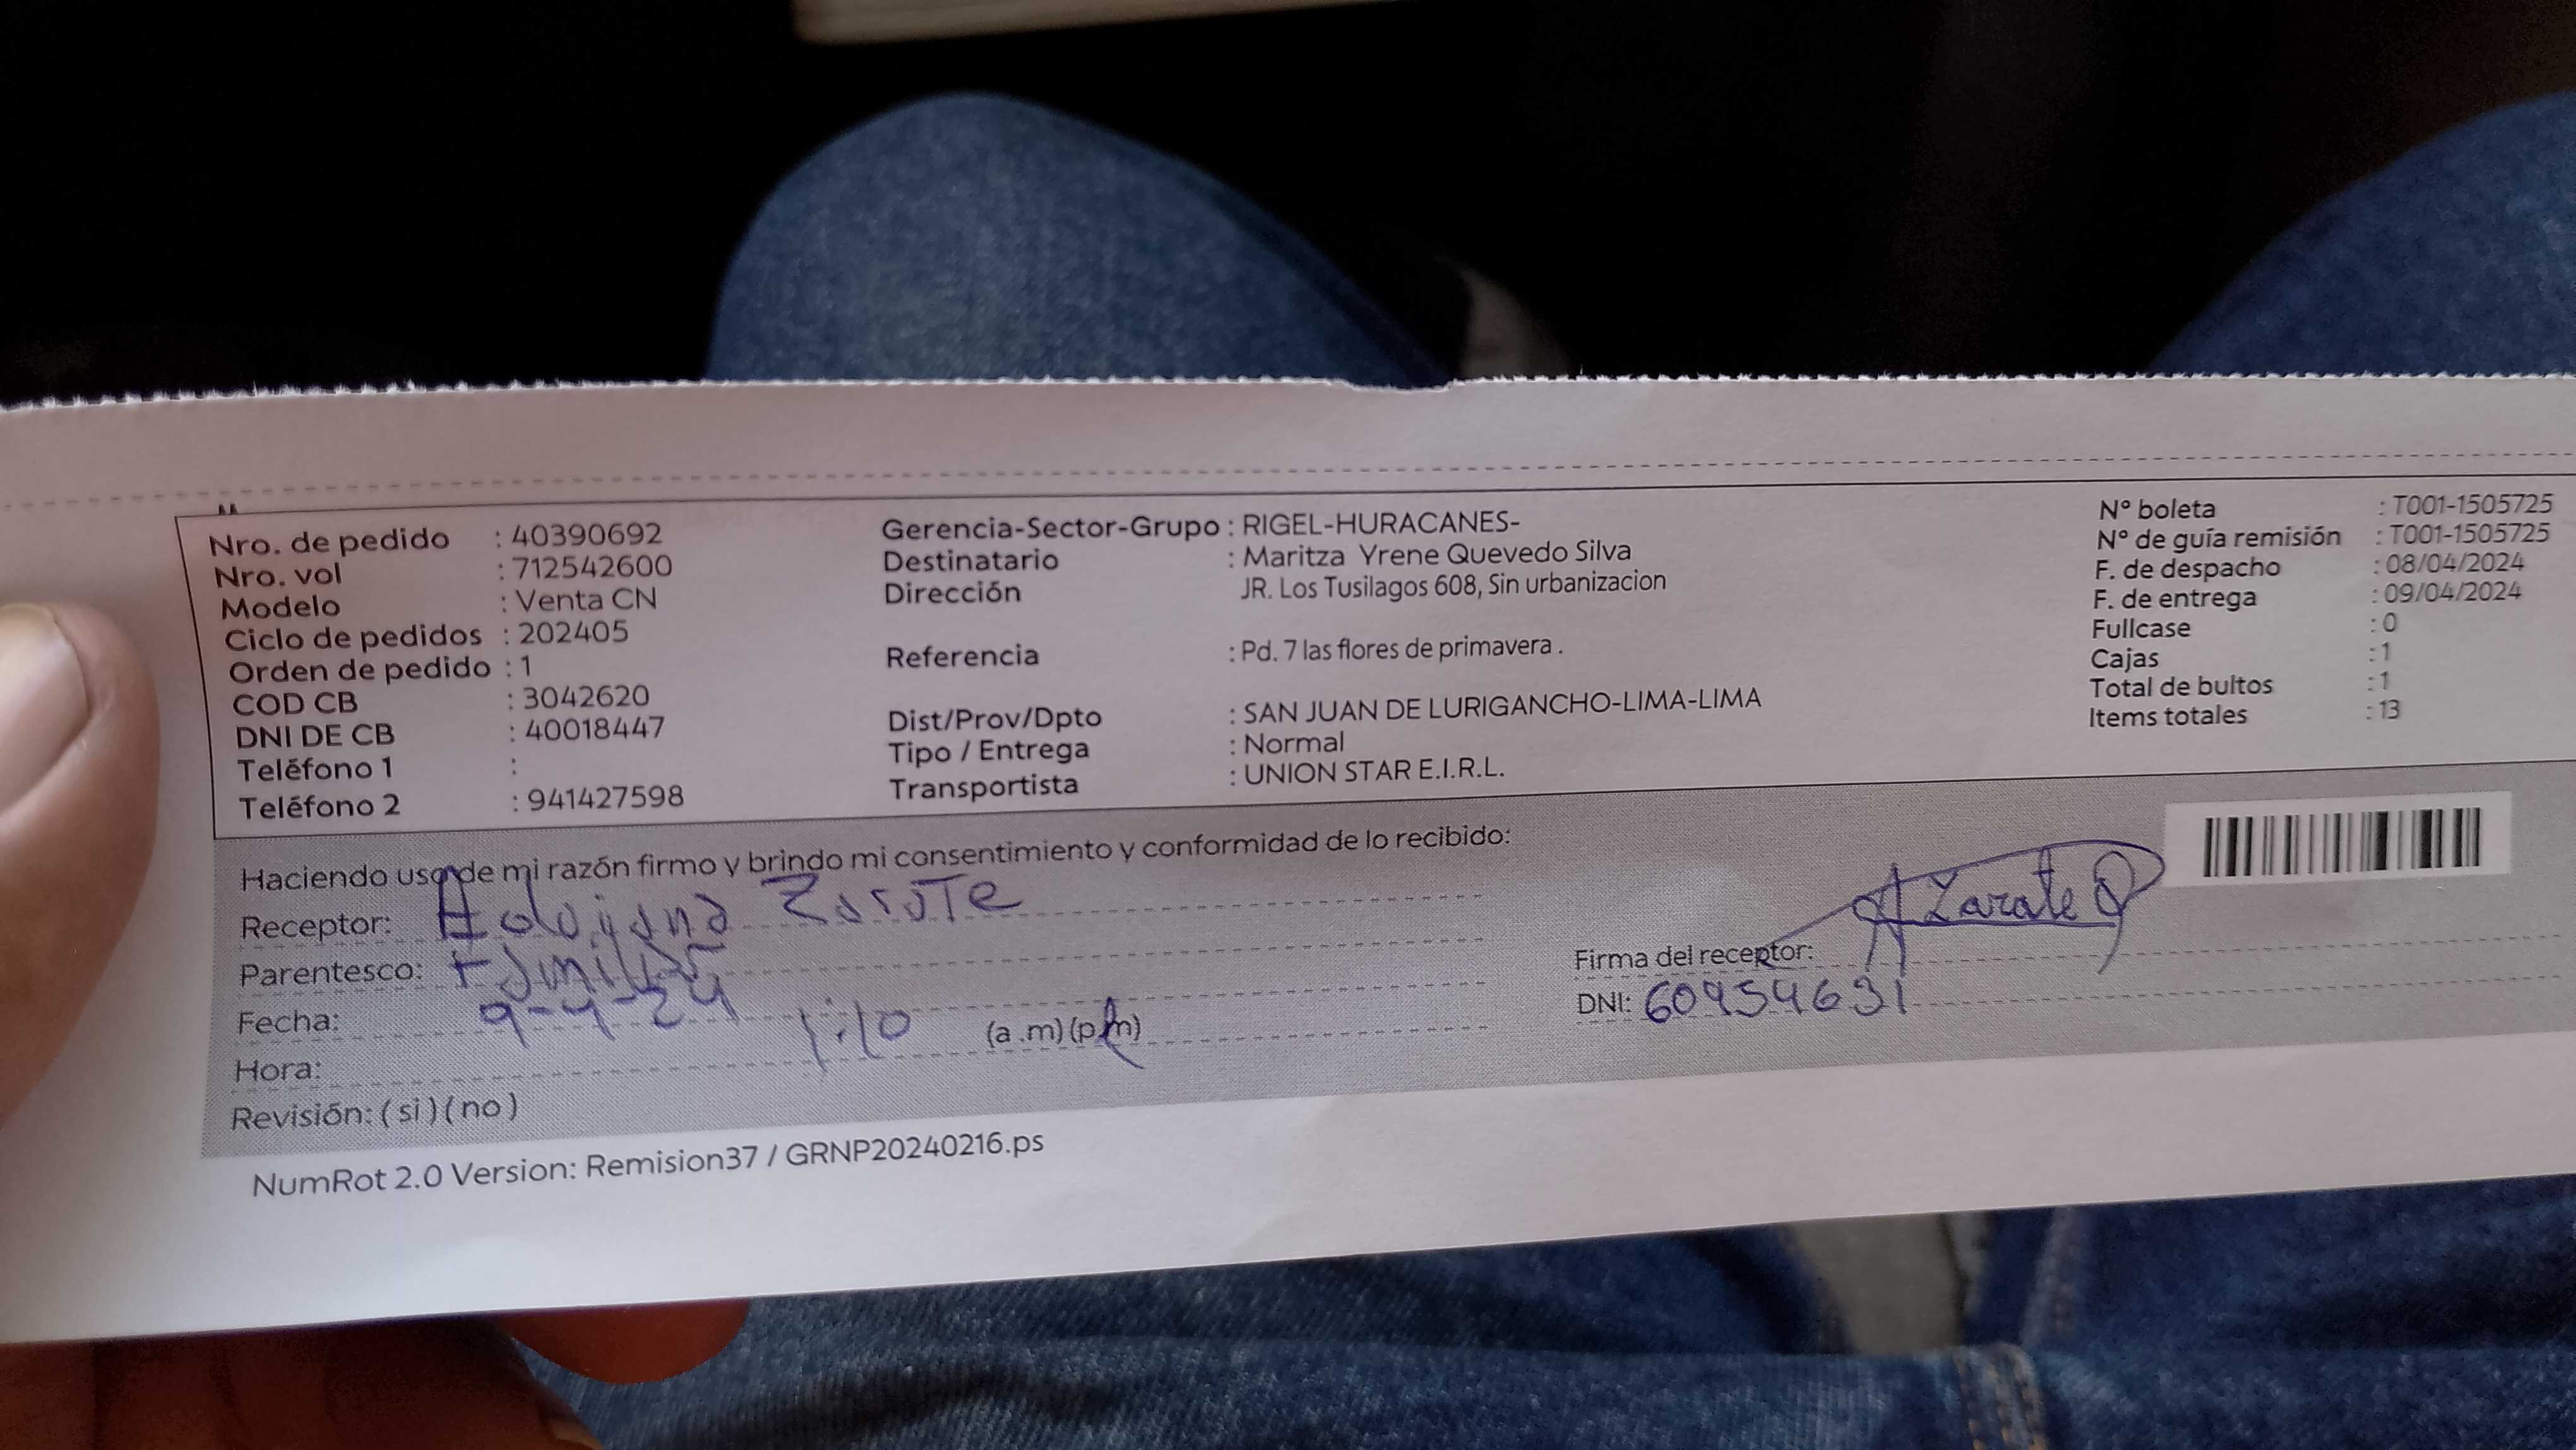 Nro. de pedido : 40390692
Nro. vol : 712542600
Modelo : Venta CN
Ciclo de pedidos : 202405
Orden de pedido : 1
COD CB : 3042620
DNI DE CB : 40018447
Teléfono 1 :
Teléfono 2 : 941427598
Gerencia-Sector-Grupo : RIGEL-HURACANES-
Destinatario : Maritza Yrene Quevedo Silva
Dirección JR. Los Tusilagos 608, Sin urbanizacion
Referencia : Pd. 7 las flores de primavera .
Dist/Prov/Dpto : SAN JUAN DE LURIGANCHO-LIMA-LIMA
Tipo / Entrega : Normal
Transportista : UNION STAR E.I.R.L.
N° boleta : T001-1505725
N° de guía remisión : T001-1505725
F. de despacho : 08/04/2024
F. de entrega : 09/04/2024
Fullcase : 0
Cajas : 1
Total de bultos : 1
Items totales : 13
Haciendo uso de mi razón firmo y brindo mi consentimiento y conformidad de lo recibido:
Receptor: Zarate
Parentesco: Familiar
Fecha: 9-4-24
Hora: 1:10 (a .m) (p.m)
Revisión: ( si ) ( no )
Firma del receptor: Zarate
DNI: 60954631
NumRot 2.0 Version: Remision37 / GRNP20240216.ps